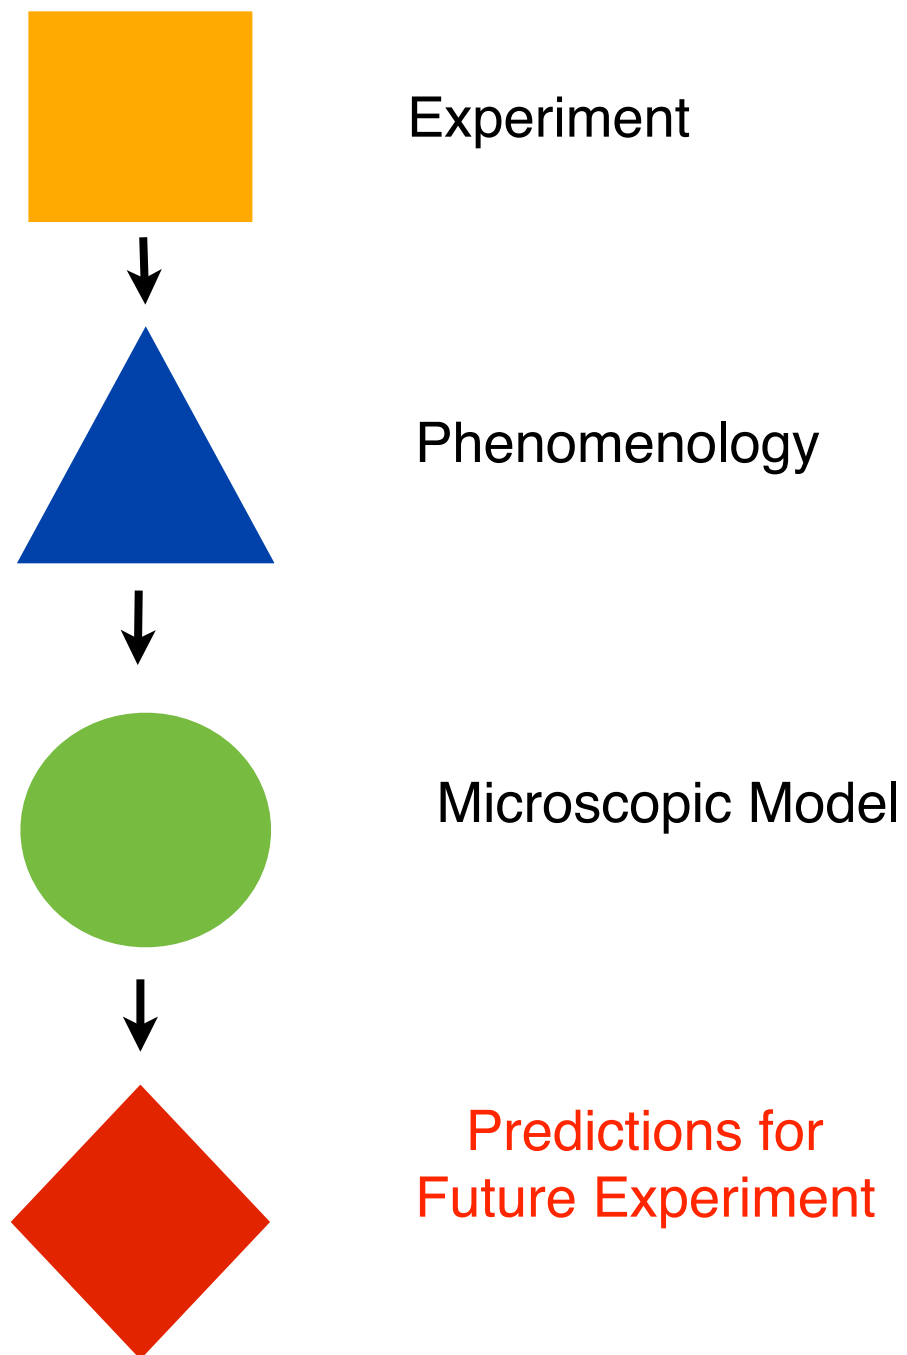 Experiment
Phenomenology
Microscopic Model
Predictions for
Future Experiment